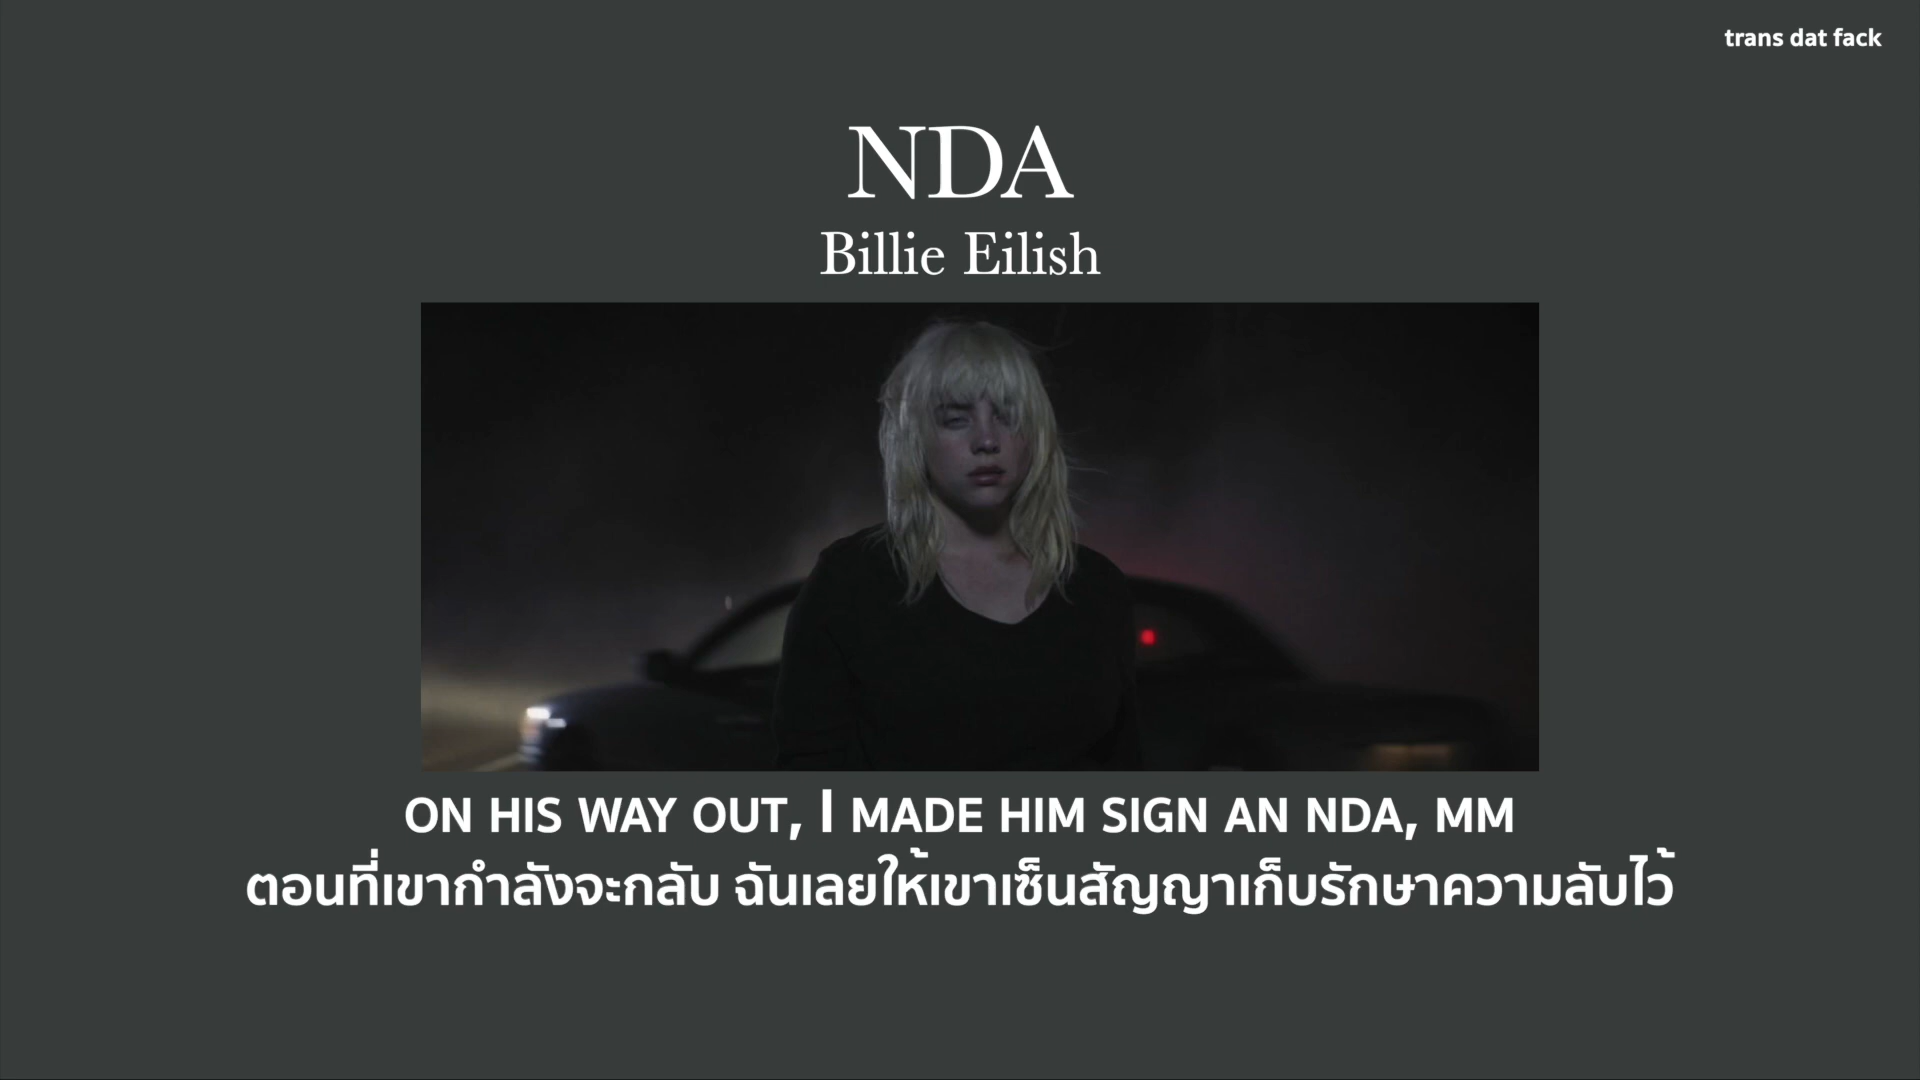 trans dat fack
NDA
Billie Eilish
ON HIS WAY OUT, I MADE HIM SIGN AN NDA, MM
ตอนที่เขากำลังจะกลับ ฉันเลยให้เขาเซ็นสัญญาเก็บรักษาความลับไว้